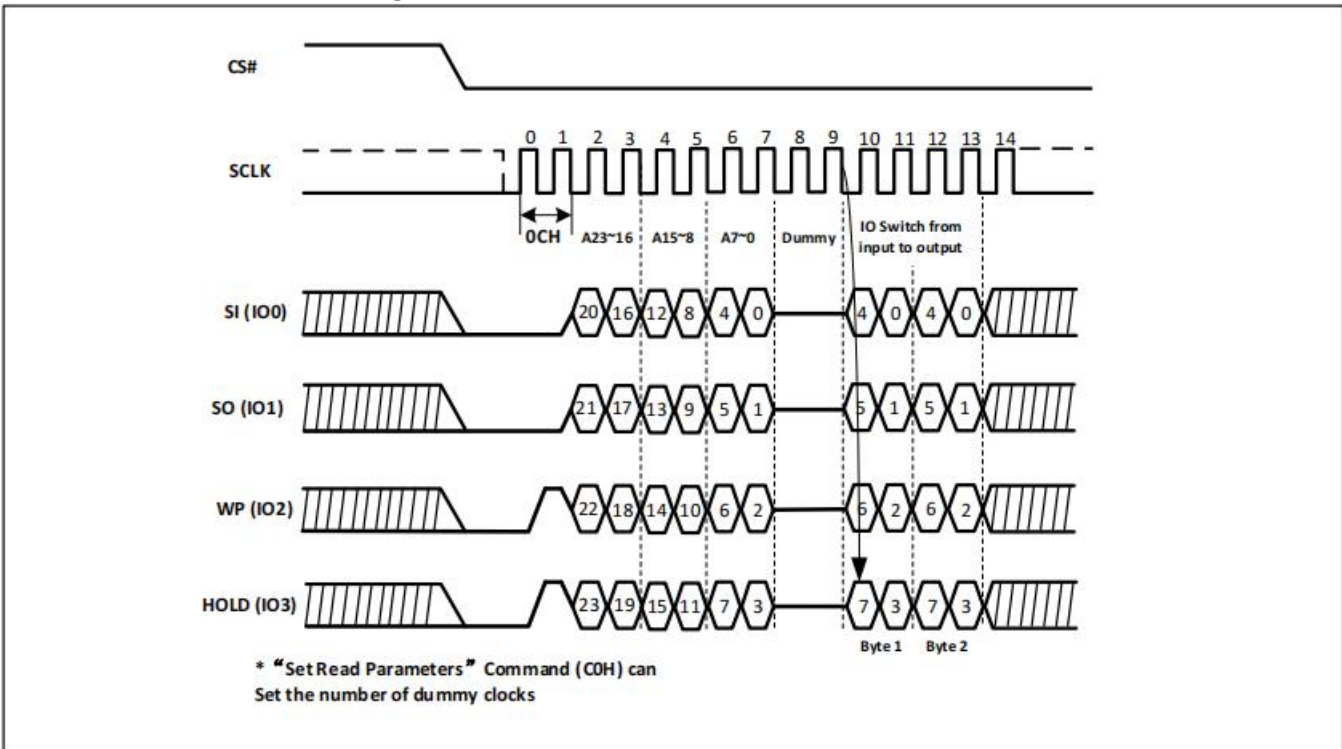 CS#
0 1 2 3 4 5 6 7 8 9 10 11 12 13 14
SCLK
0CH A23~16 A15~8 A7~0 Dummy IO Switch from
input to output
SI (IO0) 20 16 12 8 4 0 4 0 4 0
SO (IO1) 21 17 13 9 5 1 5 1 5 1
WP (IO2) 22 18 14 10 6 2 6 2 6 2
HOLD (IO3) 23 19 15 11 7 3 7 3 7 3
Byte 1 Byte 2
* “Set Read Parameters” Command (C0H) can
Set the number of dummy clocks